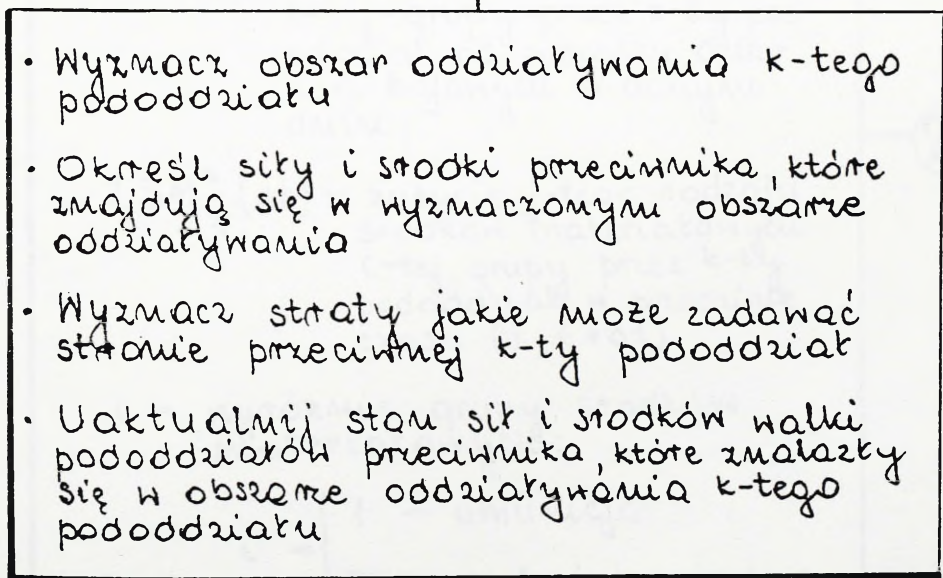 • Wyznacz obszar oddziaływania k-tego
pododdziału
• Określ siły i środki przeciwnika, które
znajdują się w wyznaczonym obszarze
oddziaływania
• Wyznacz straty jakie może zadawać
stronie przeciwnej k-ty pododdział
• Uaktualnij stan sił i środków walki
pododdziałów przeciwnika, które znalazły
się w obszarze oddziaływania k-tego
pododdziału